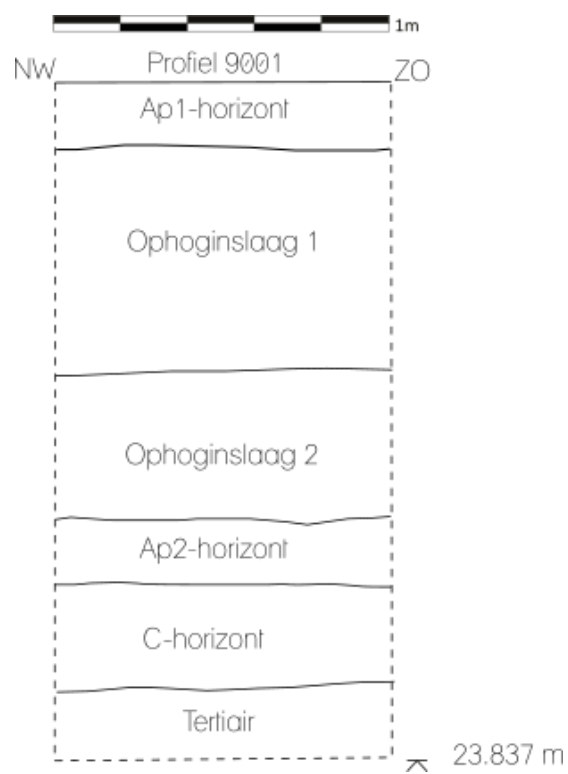 1m
NW Profiel 9001 ZO
Ap1-horizont
Ophoginslaag 1
Ophoginslaag 2
Ap2-horizont
C-horizont
Tertiair
23.837 m